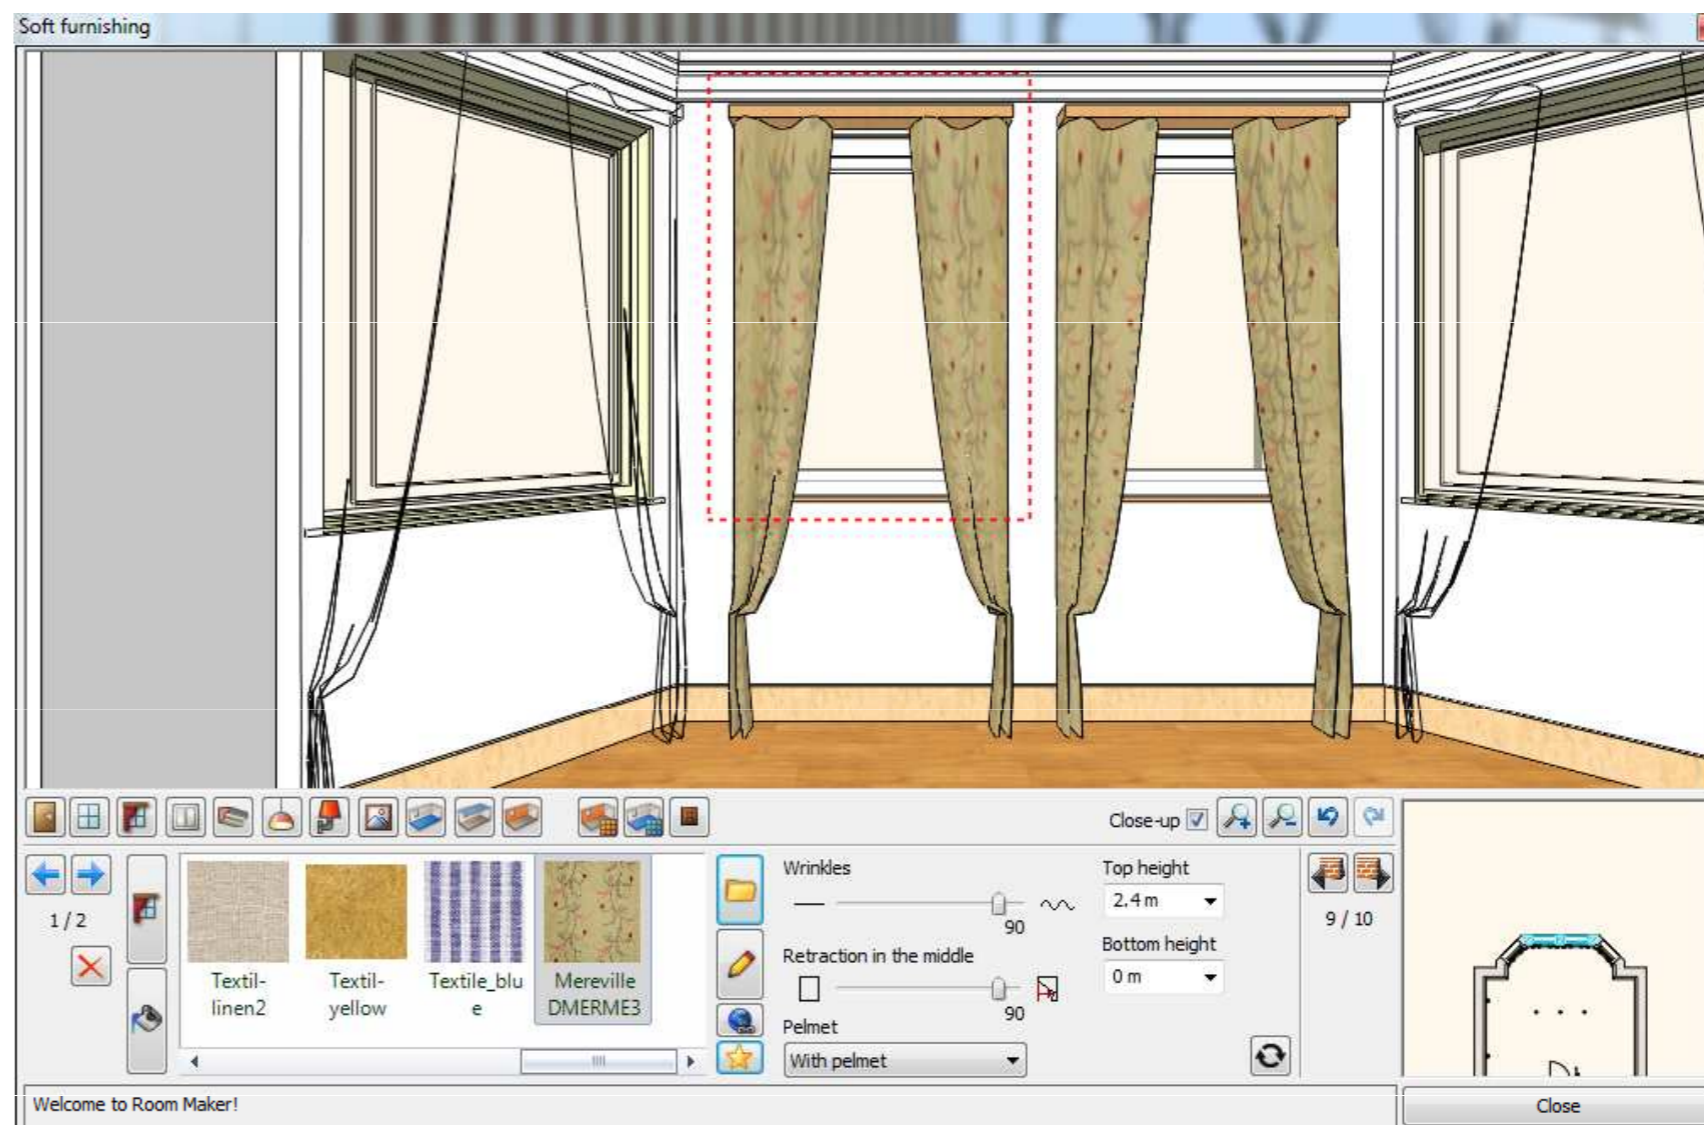 Soft furnishing
Close-up
1 / 2
Textil-
linen2
Textil-
yellow
Textile_blu
e
Mereville
DMERME3
Wrinkles
90
Retraction in the middle
90
Pelmet
With pelmet
Top height
2.4 m
Bottom height
0 m
9 / 10
Welcome to Room Maker!
Close